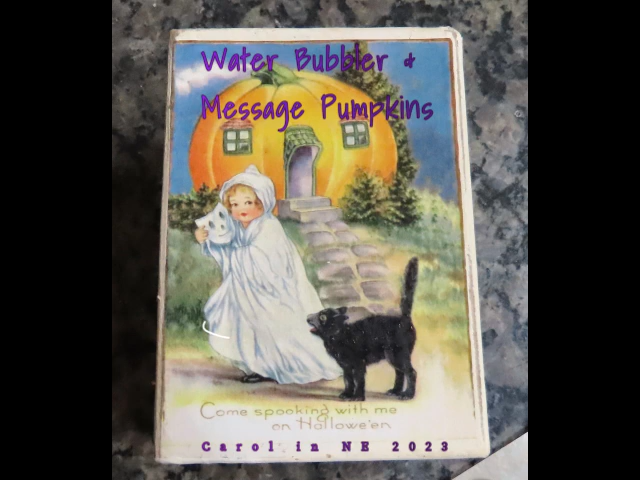 Water Bubbler &
Message Pumpkins
Come spooking with me
on Hallowe'en
Carol in NE 2023